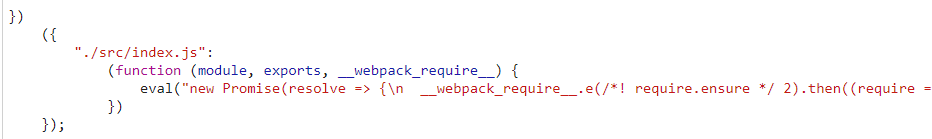 })
({
"./src/index.js":
(function (module, exports, __webpack_require__) {
eval("new Promise(resolve => {\n  __webpack_require__.e(/*! require.ensure */ 2).then((require =
})
});